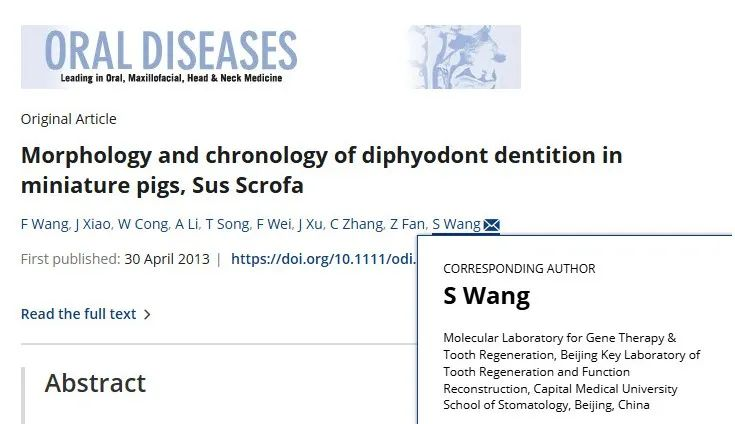 ORAL DISEASES
Leading in Oral, Maxillofacial, Head & Neck Medicine
Original Article
Morphology and chronology of diphyodont dentition in
miniature pigs, Sus Scrofa
F Wang, J Xiao, W Cong, A Li, T Song, F Wei, J Xu, C Zhang, Z Fan, S Wang
First published: 30 April 2013 | https://doi.org/10.1111/odi.
Read the full text >
Abstract
CORRESPONDING AUTHOR
S Wang
Molecular Laboratory for Gene Therapy &
Tooth Regeneration, Beijing Key Laboratory of
Tooth Regeneration and Function
Reconstruction, Capital Medical University
School of Stomatology, Beijing, China